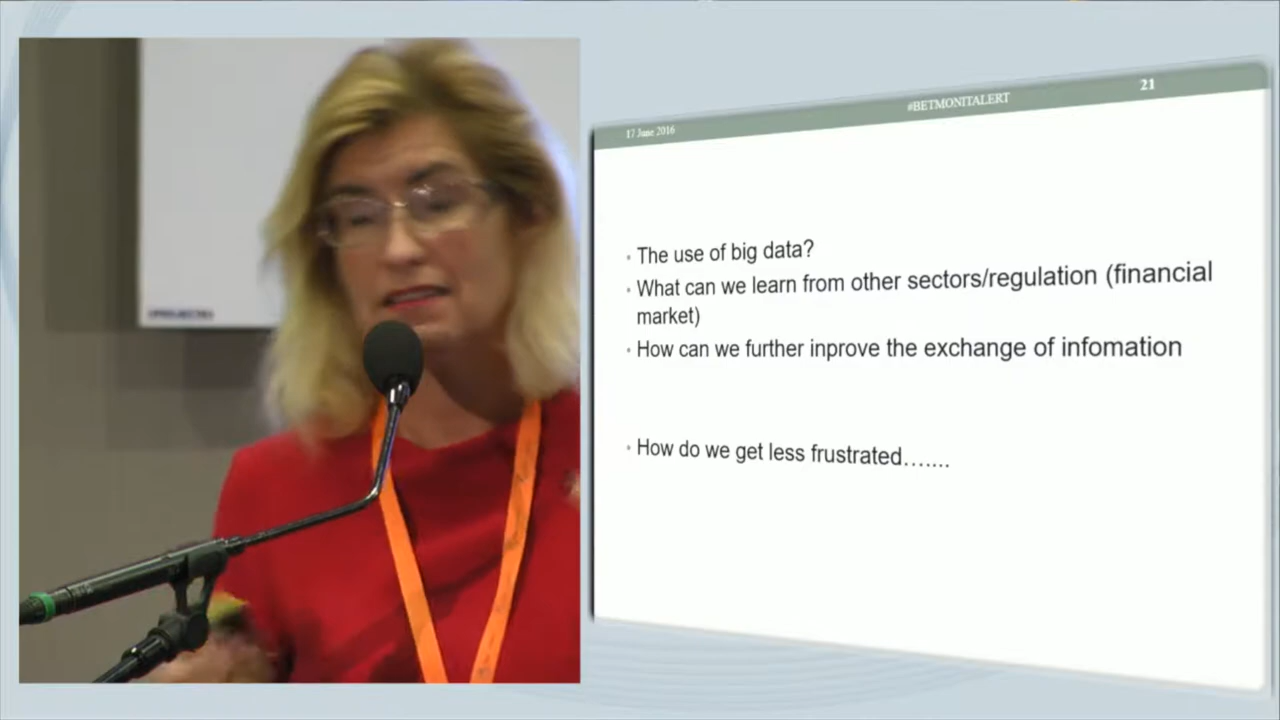 17 June 2016
#BETMONITALERT
21
The use of big data?
What can we learn from other sectors/regulation (financial
market)
How can we further inprove the exchange of infomation
How do we get less frustrated…….